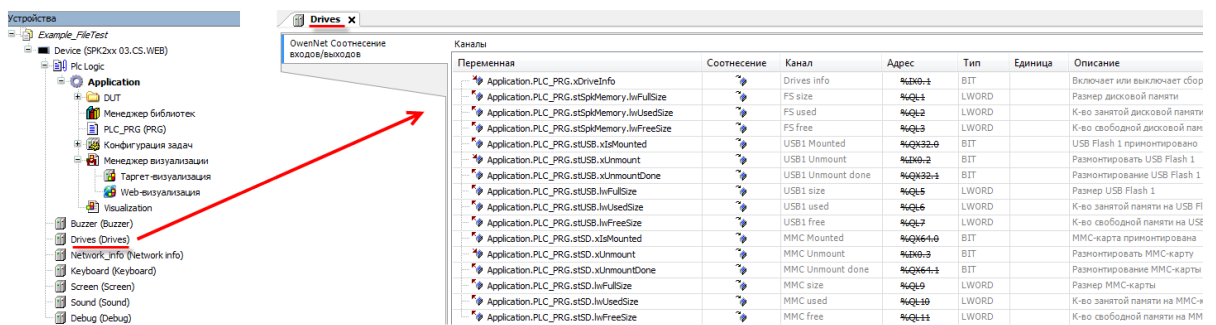 Устройства
Example_FileTest
Device (SPK2xx 03.CS.WEB)
Plc Logic
Application
DUT
Менеджер библиотек
PLC_PRG (PRG)
Конфигурация задач
Менеджер визуализации
Таргет-визуализация
Web-визуализация
Visualization
Buzzer (Buzzer)
Drives (Drives)
Network_info (Network info)
Keyboard (Keyboard)
Screen (Screen)
Sound (Sound)
Debug (Debug)
Drives x
OwenNet Соотнесение
входов/выходов
Каналы
Переменная Соотнесение Канал Адрес Тип Единица Описание
Application.PLC_PRG.xDriveInfo Drives info %IX0.1 BIT Включает или выключает сбор
Application.PLC_PRG.stSpkMemory.lwFullSize FS size %QL1 LWORD Размер дисковой памяти
Application.PLC_PRG.stSpkMemory.lwUsedSize FS used %QL2 LWORD К-во занятой дисковой памяти
Application.PLC_PRG.stSpkMemory.lwFreeSize FS free %QL3 LWORD К-во свободной дисковой пам
Application.PLC_PRG.stUSB.xIsMounted USB1 Mounted %QX32.0 BIT USB Flash 1 примонтировано
Application.PLC_PRG.stUSB.xUnmount USB1 Unmount %IX0.2 BIT Размонтировать USB Flash 1
Application.PLC_PRG.stUSB.xUnmountDone USB1 Unmount done %QX32.1 BIT Размонтирование USB Flash 1
Application.PLC_PRG.stUSB.lwFullSize USB1 size %QL5 LWORD Размер USB Flash 1
Application.PLC_PRG.stUSB.lwUsedSize USB1 used %QL6 LWORD К-во занятой памяти на USB Fl
Application.PLC_PRG.stUSB.lwFreeSize USB1 free %QL7 LWORD К-во свободной памяти на USB
Application.PLC_PRG.stSD.xIsMounted MMC Mounted %QX64.0 BIT MMC-карта примонтирована
Application.PLC_PRG.stSD.xUnmount MMC Unmount %IX0.3 BIT Размонтировать MMC-карту
Application.PLC_PRG.stSD.xUnmountDone MMC Unmount done %QX64.1 BIT Размонтирование MMC-карты
Application.PLC_PRG.stSD.lwFullSize MMC size %QL9 LWORD Размер MMC-карты
Application.PLC_PRG.stSD.lwUsedSize MMC used %QL10 LWORD К-во занятой памяти на MMC-к
Application.PLC_PRG.stSD.lwFreeSize MMC free %QL11 LWORD К-во свободной памяти на MM